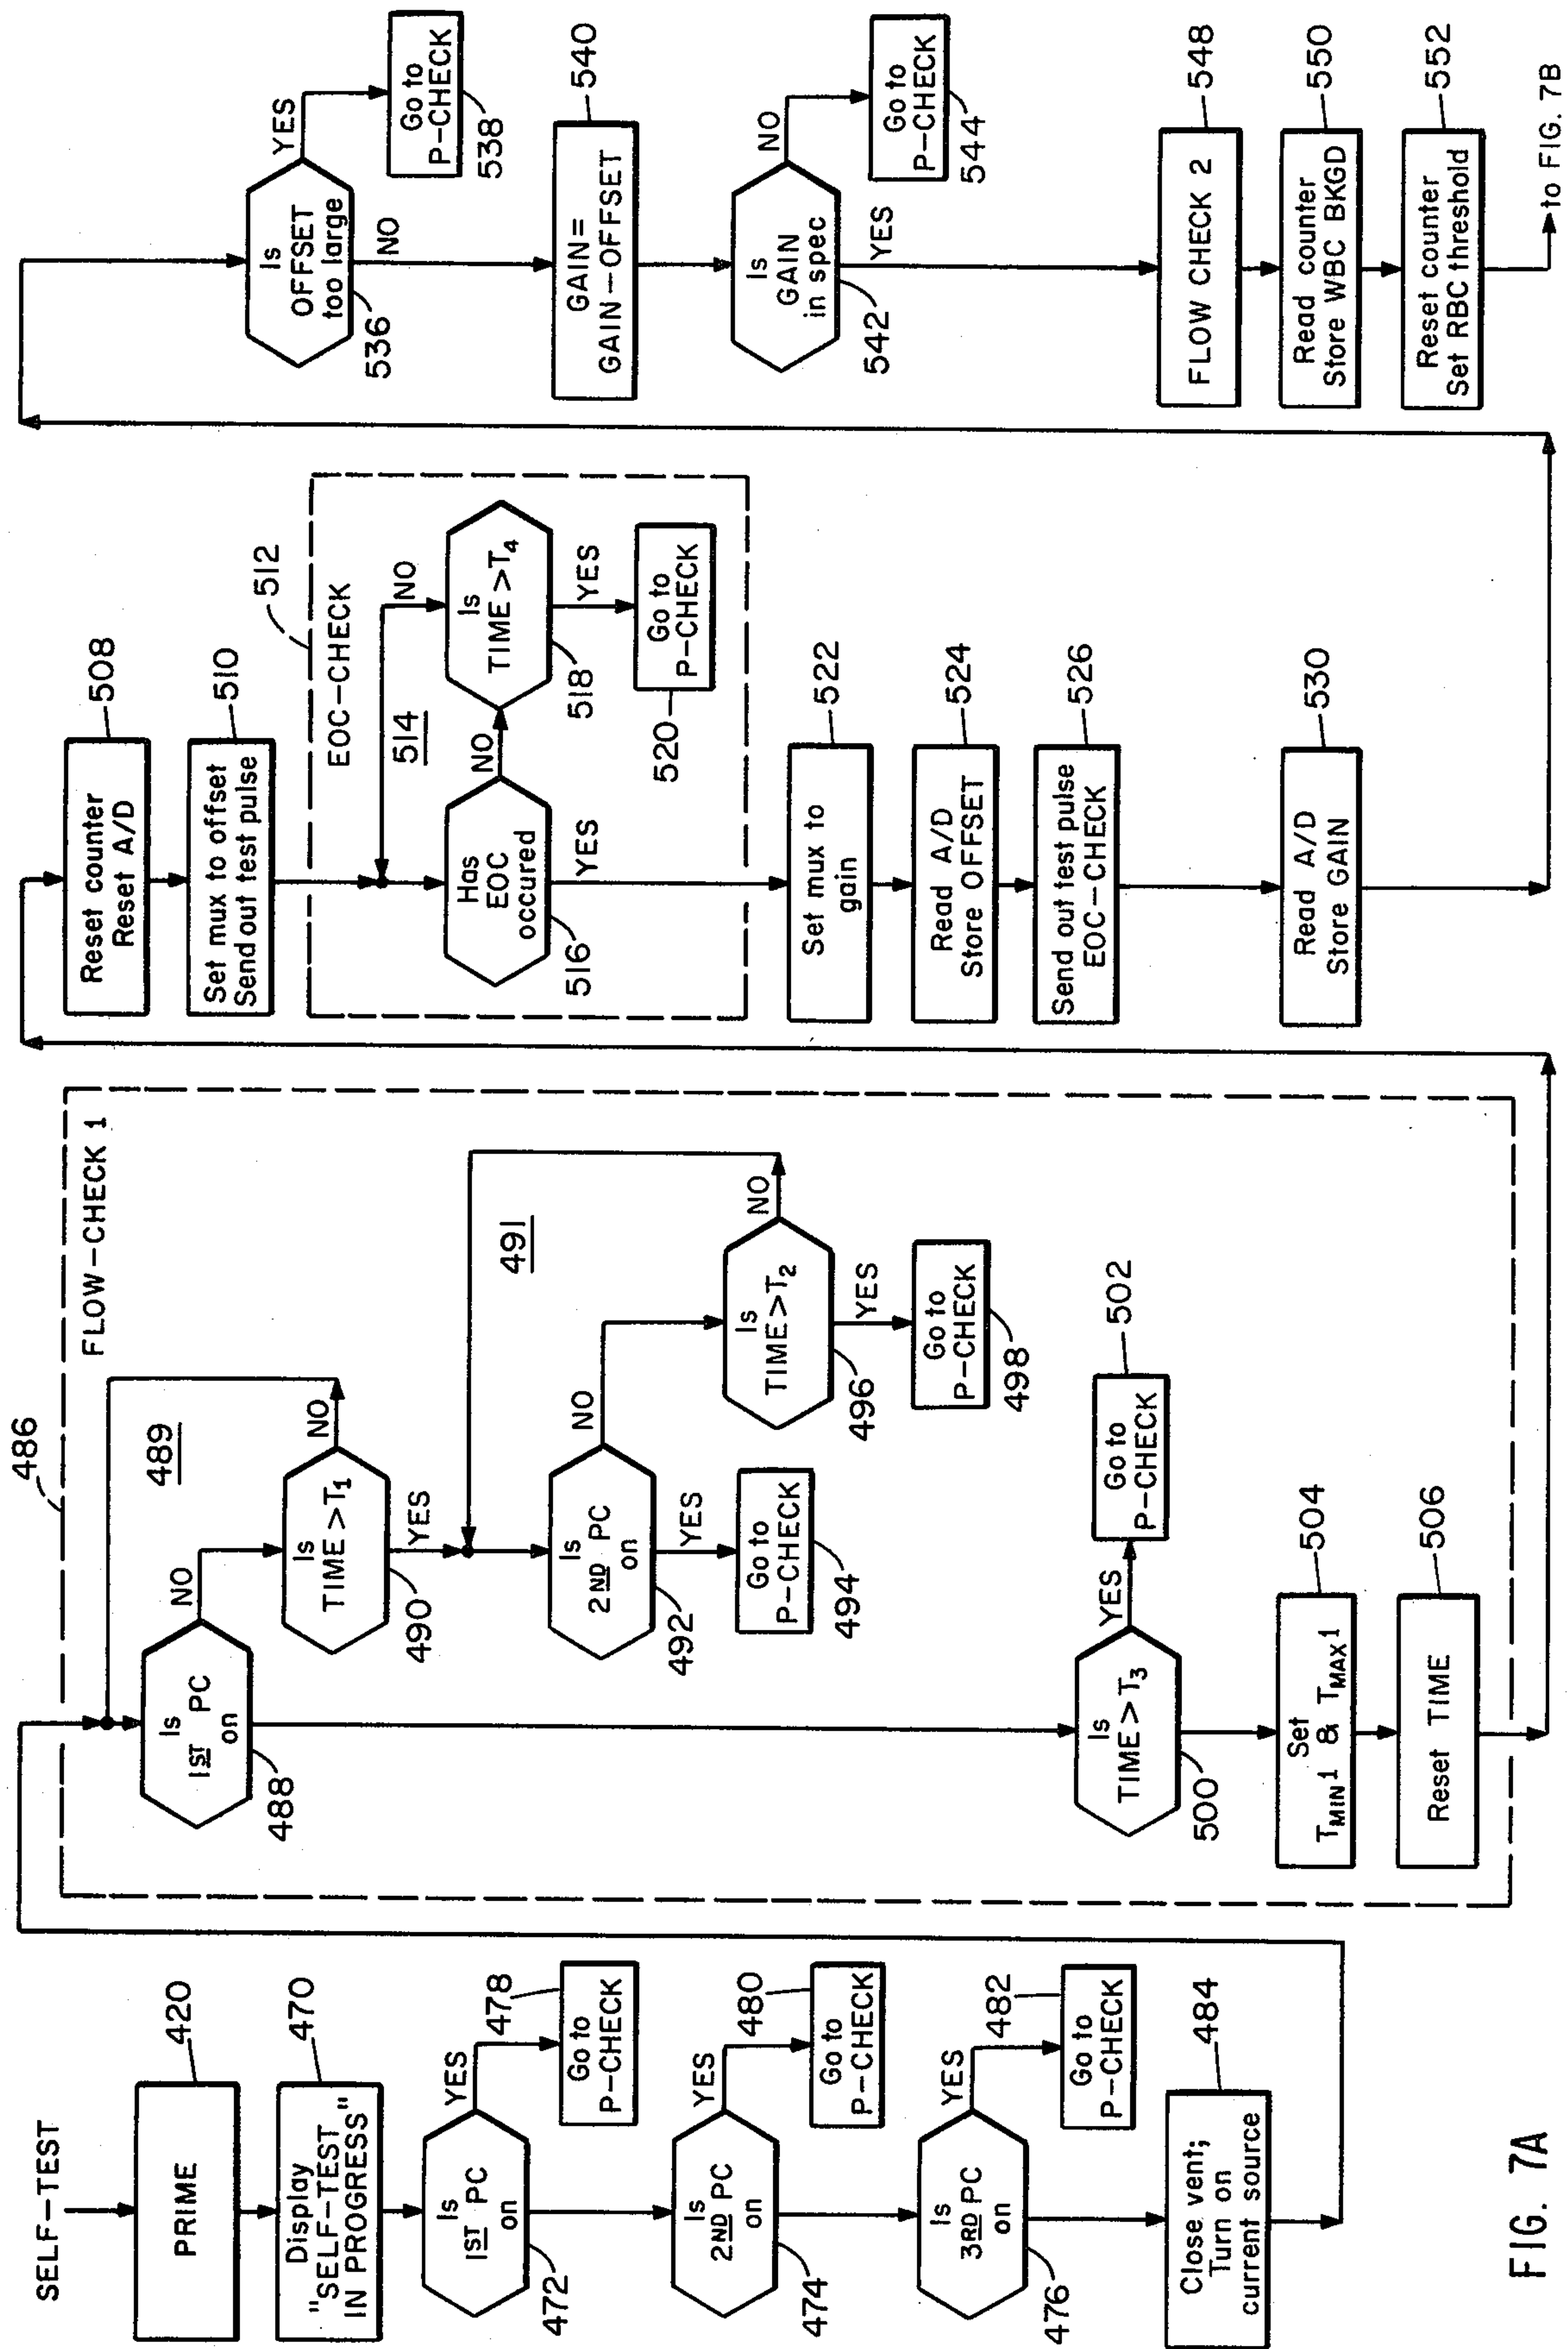 SELF-TEST
PRIME
420
Display
"SELF-TEST
IN PROGRESS"
470
Is
1ST PC
on
472
YES
Go to
P-CHECK
478
Is
2ND PC
on
474
YES
Go to
P-CHECK
480
Is
3RD PC
on
476
YES
Go to
P-CHECK
482
Close vent;
Turn on
current source
484
FIG. 7A
486
FLOW-CHECK 1
Is
1ST PC
on
488
NO
489
Is
TIME >T1
490
NO
YES
491
Is
2ND PC
on
492
NO
YES
Go to
P-CHECK
494
Is
TIME >T2
496
NO
YES
Go to
P-CHECK
498
Is
TIME > T3
500
YES
Go to
P-CHECK
502
Set
TMIN1 & TMAX1
504
Reset TIME
506
Reset counter
Reset A/D
508
Set mux to offset
Send out test pulse
510
512
EOC-CHECK
514
Has
EOC
occured
516
NO
YES
Is
TIME >T4
518
NO
YES
Go to
P-CHECK
520
Set mux to
gain
522
Read A/D
Store OFFSET
524
Send out test pulse
EOC-CHECK
526
Read A/D
Store GAIN
530
Is
OFFSET
too large
536
YES
Go to
P-CHECK
538
NO
GAIN=
GAIN-OFFSET
540
Is
GAIN
in spec
542
NO
Go to
P-CHECK
544
YES
FLOW CHECK 2
548
Read counter
Store WBC BKGD
550
Reset counter
Set RBC threshold
552
to FIG. 7B